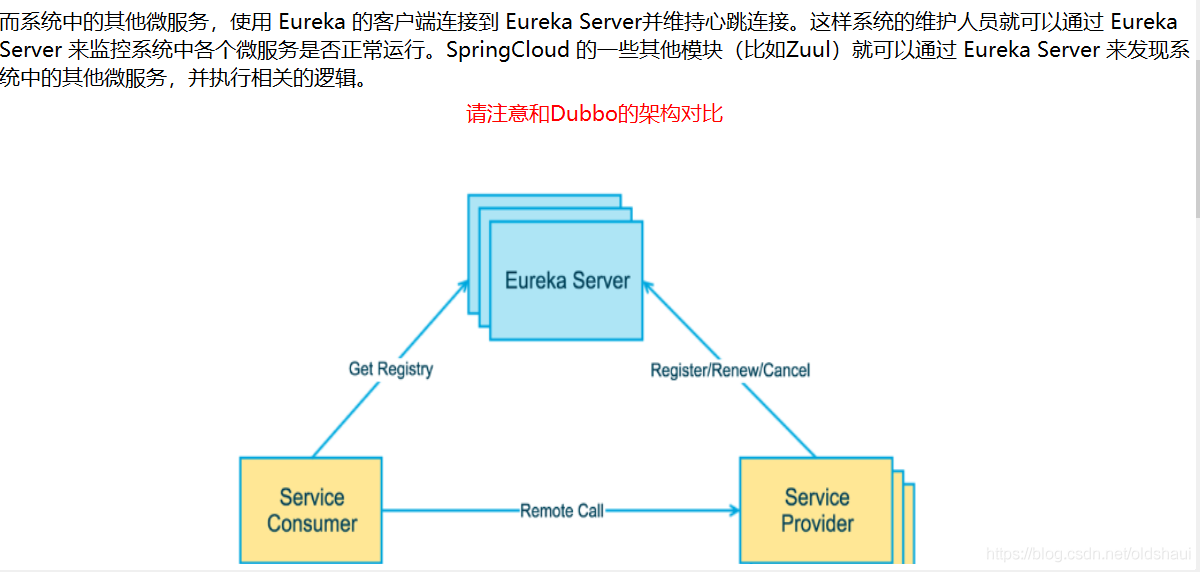 而系统中的其他微服务，使用 Eureka 的客户端连接到 Eureka Server并维持心跳连接。这样系统的维护人员就可以通过 Eureka
Server 来监控系统中各个微服务是否正常运行。SpringCloud 的一些其他模块（比如Zuul）就可以通过 Eureka Server 来发现系
统中的其他微服务，并执行相关的逻辑。
请注意和Dubbo的架构对比
Eureka Server
Get Registry
Register/Renew/Cancel
Service
Consumer
Remote Call
Service
Provider
https://blog.csdn.net/oldshaui